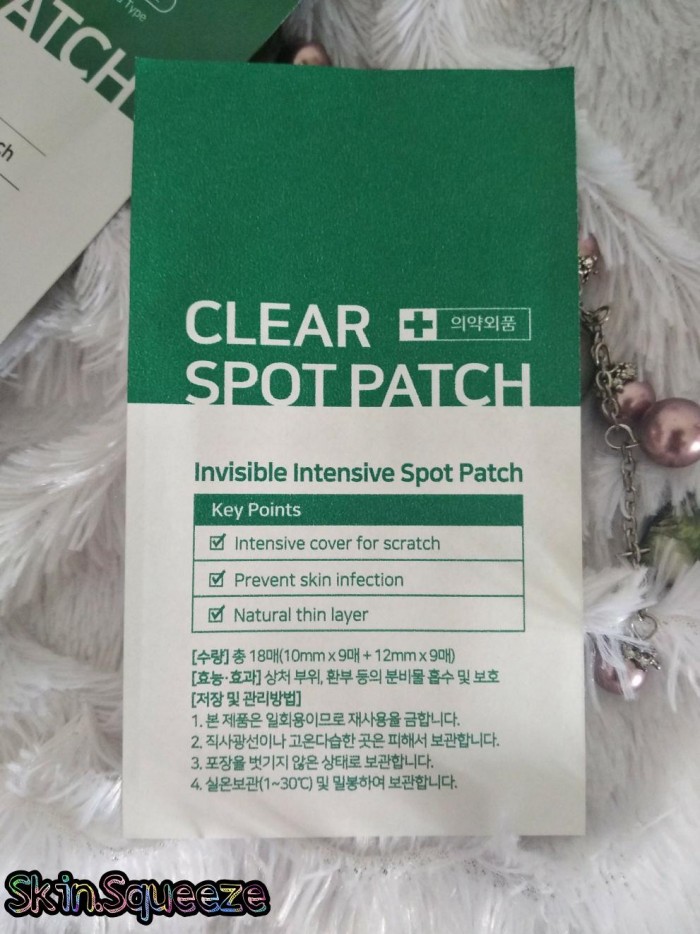 Type
ATCH
ch
CLEAR
의약외품
SPOT PATCH
Invisible Intensive Spot Patch
Key Points
Intensive cover for scratch
Prevent skin infection
Natural thin layer
[수량] 총 18매(10mm x 9매 + 12mm x 9매)
[효능·효과] 상처 부위, 환부 등의 분비물 흡수 및 보호
[저장 및 관리방법]
1. 본 제품은 일회용이므로 재사용을 금합니다.
2. 직사광선이나 고온다습한 곳은 피해서 보관합니다.
3. 포장을 벗기지 않은 상태로 보관합니다.
4. 실온보관(1~30℃) 및 밀봉하여 보관합니다.
Skin.Squeeze